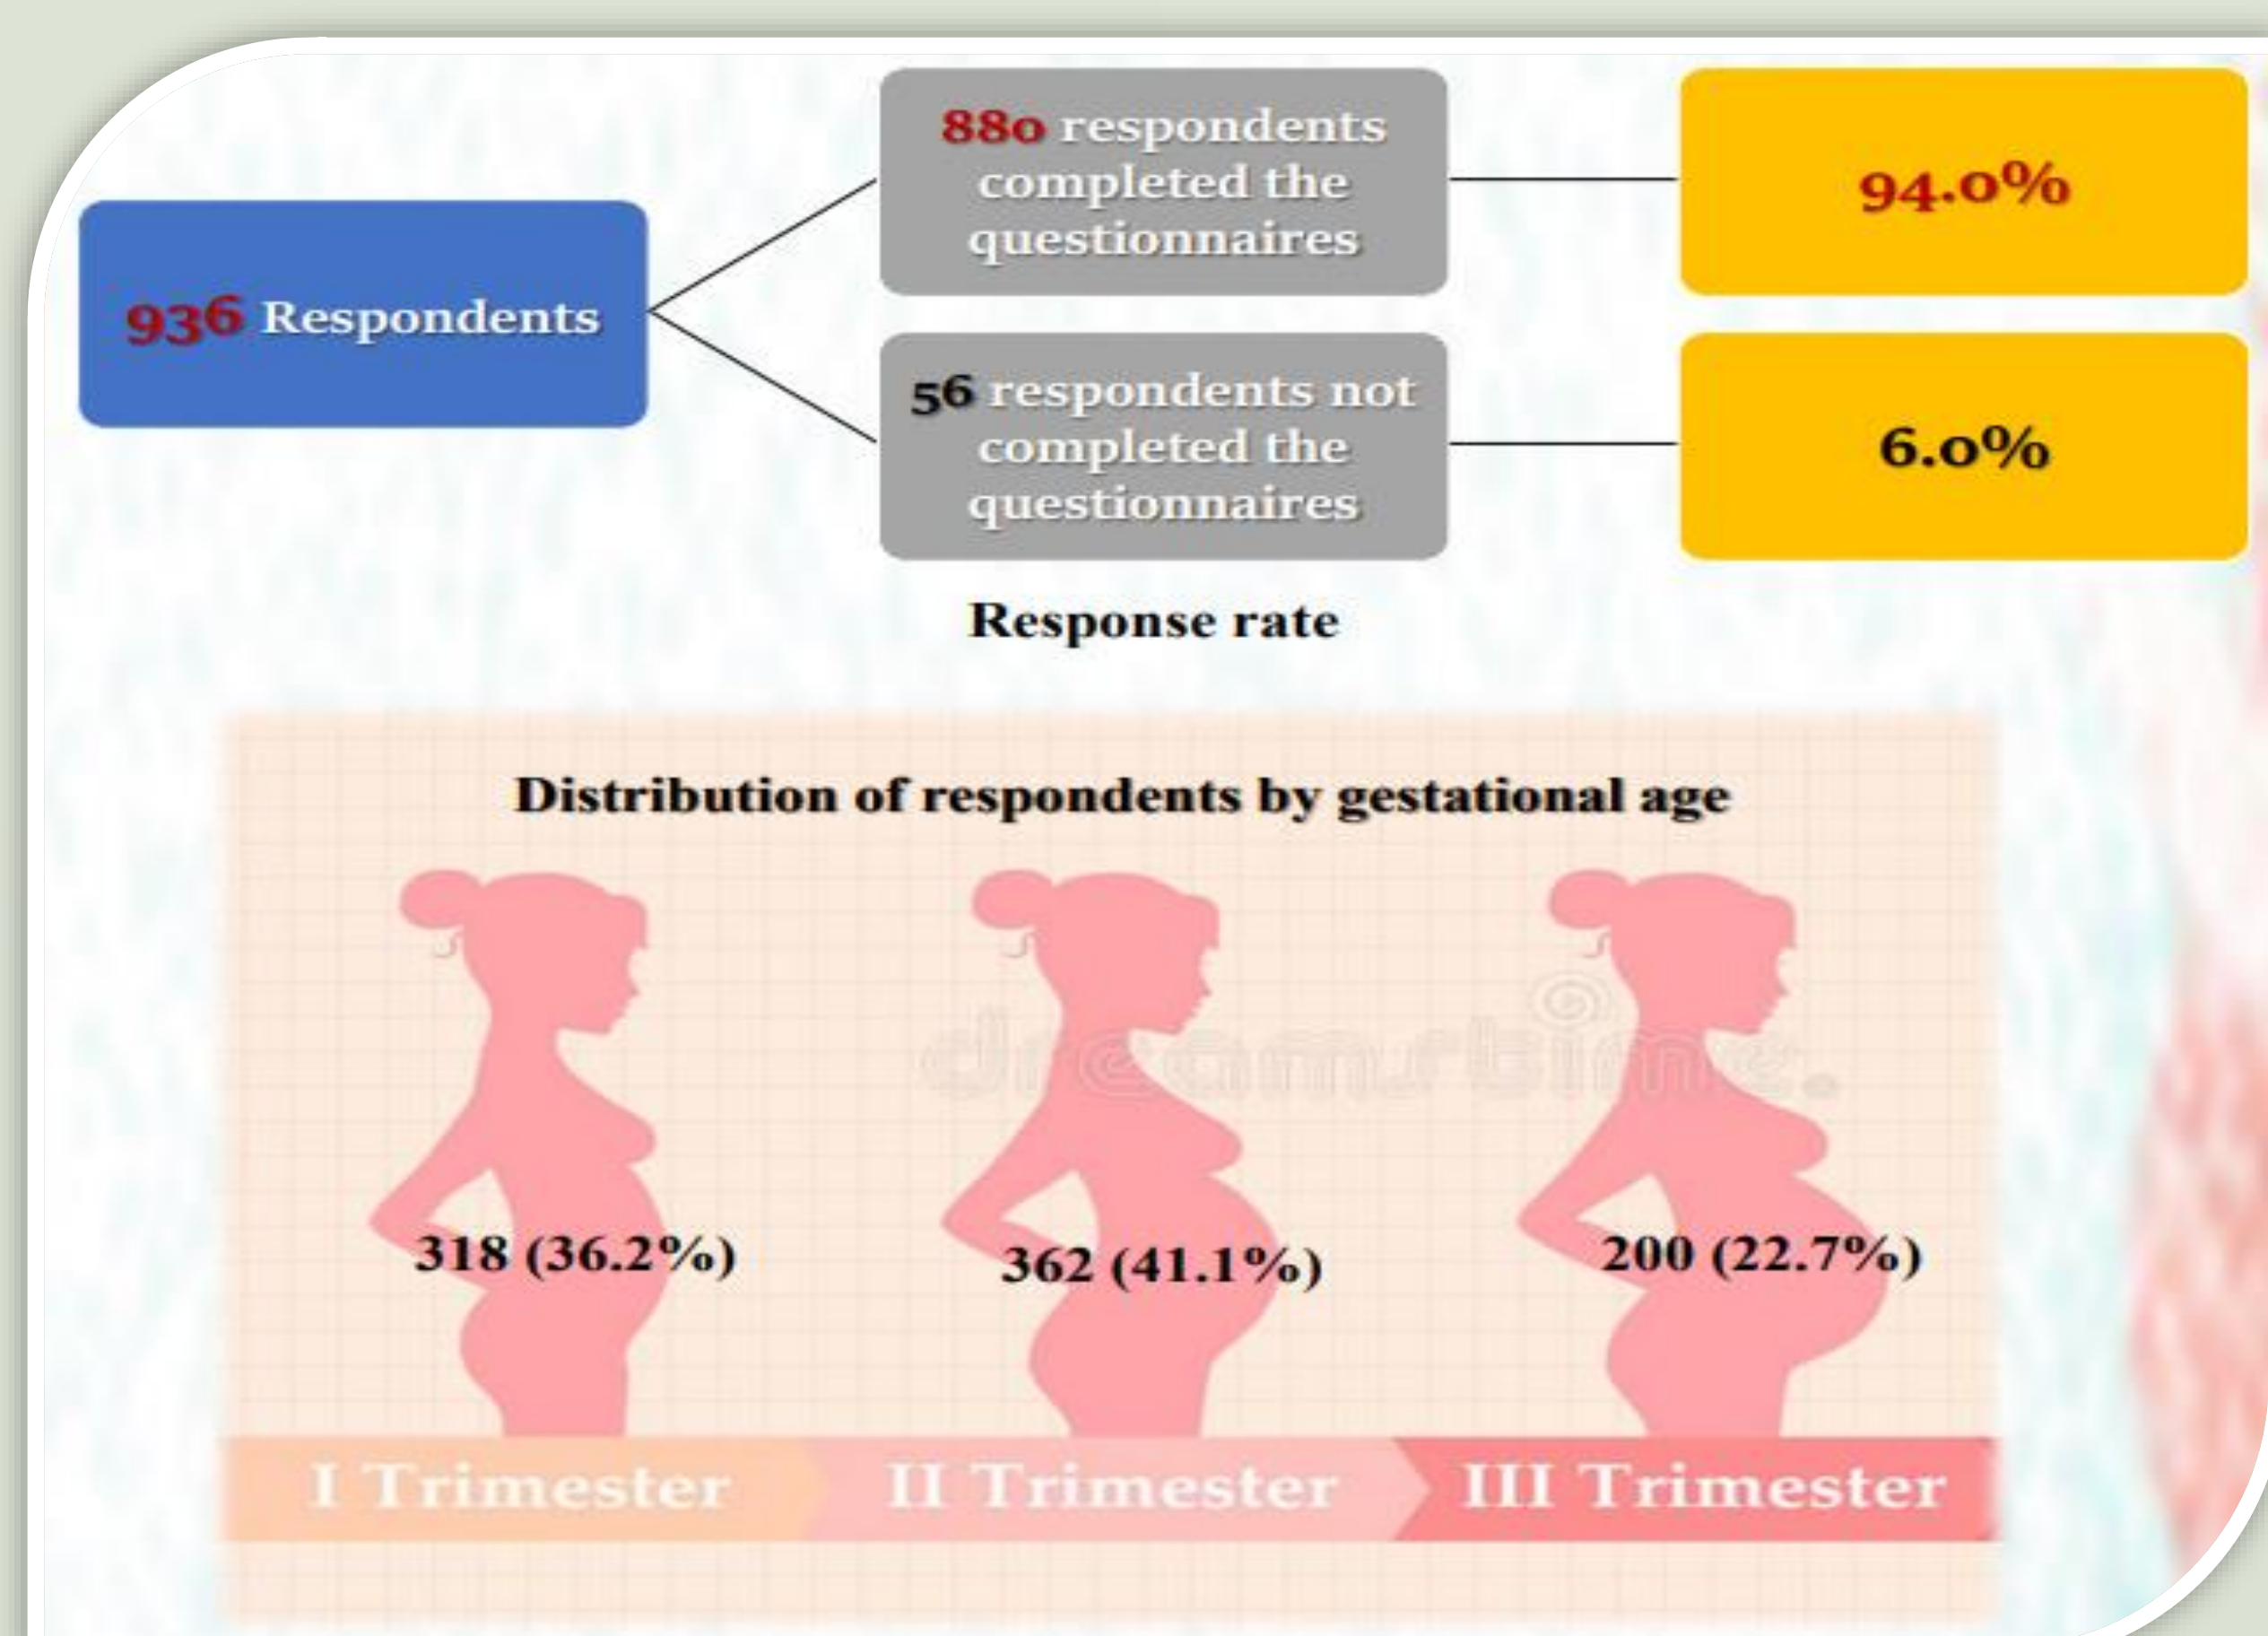 936 Respondents
880 respondents
completed the
questionnaires
94.0%
56 respondents not
completed the
questionnaires
6.0%
Response rate
Distribution of respondents by gestational age
dreamstime.
318 (36.2%)
362 (41.1%)
200 (22.7%)
I Trimester
II Trimester
III Trimester